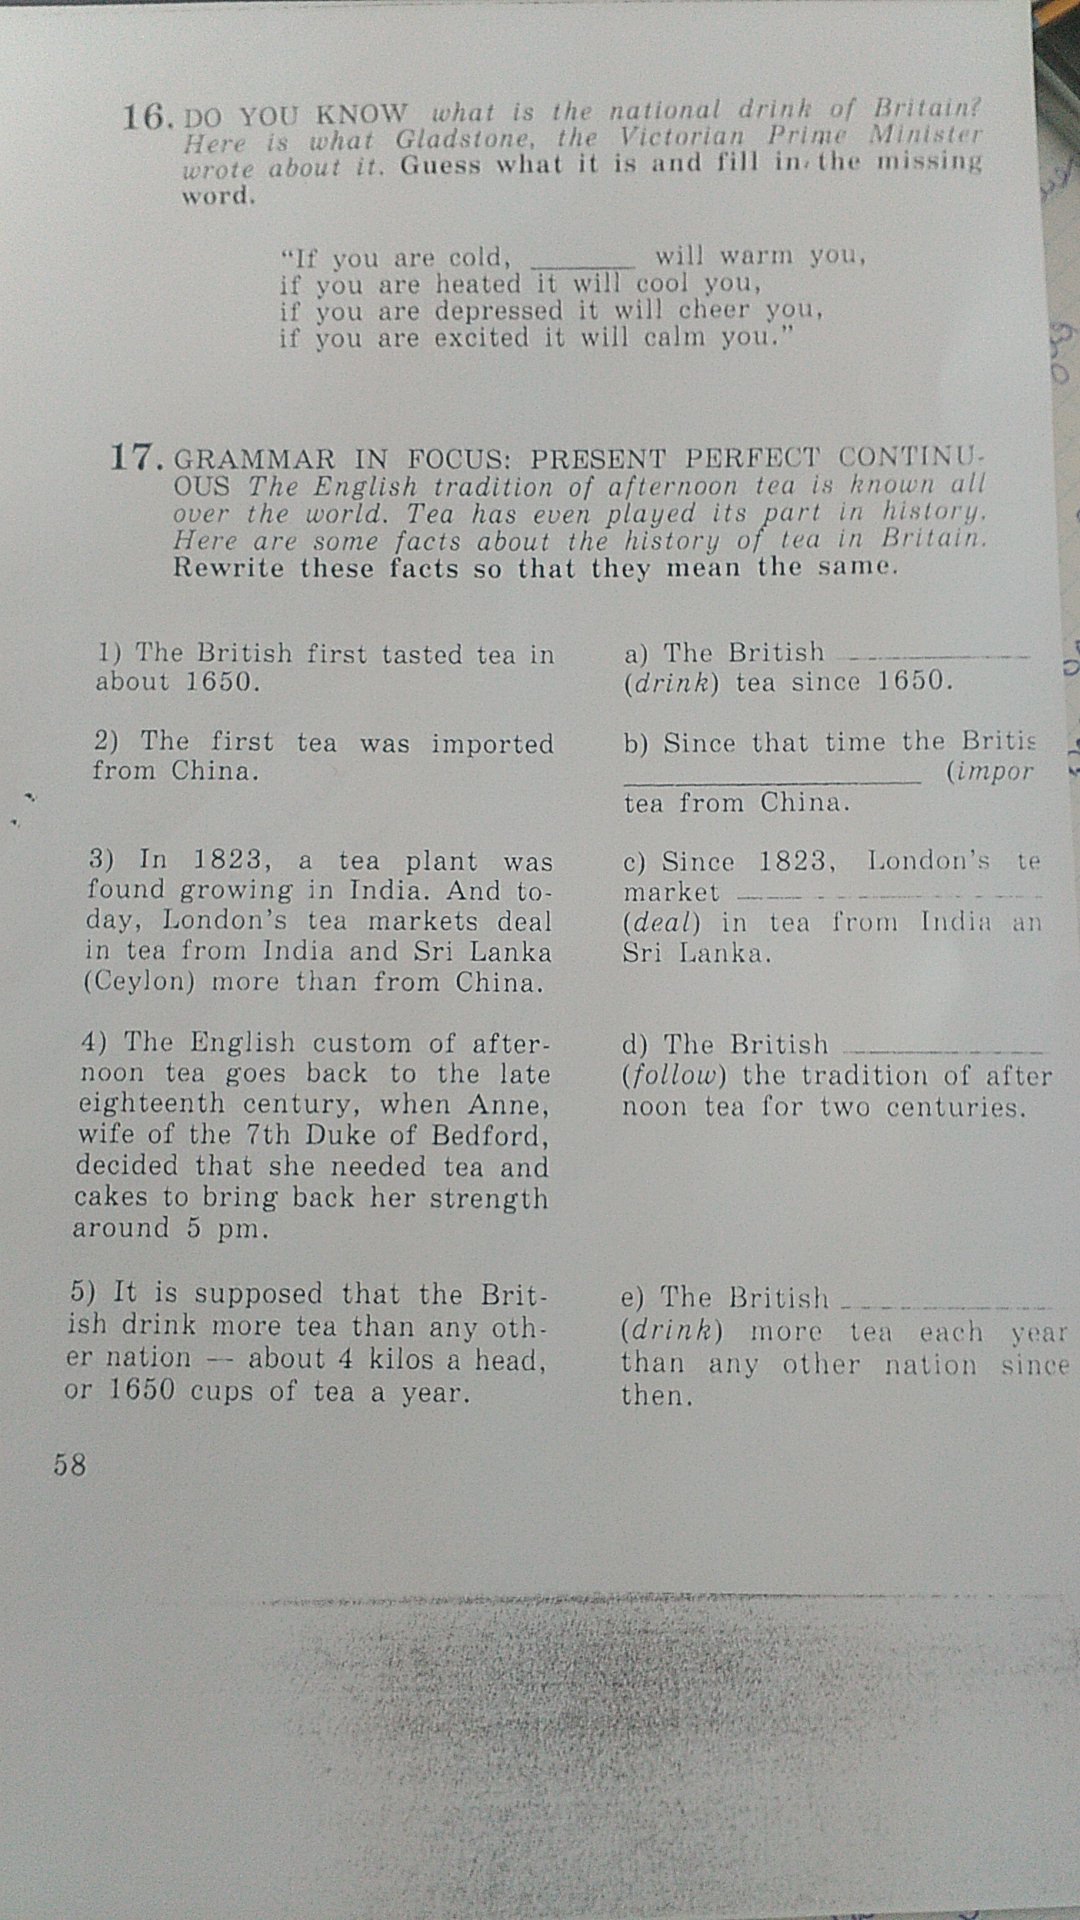 16. DO YOU KNOW what is the national drink of Britain?
Here is what Gladstone, the Victorian Prime Minister
wrote about it. Guess what it is and fill in the missing
word.
“If you are cold, ________ will warm you,
if you are heated it will cool you,
if you are depressed it will cheer you,
if you are excited it will calm you.”
17. GRAMMAR IN FOCUS: PRESENT PERFECT CONTINU-
OUS The English tradition of afternoon tea is known all
over the world. Tea has even played its part in history.
Here are some facts about the history of tea in Britain.
Rewrite these facts so that they mean the same.
1) The British first tasted tea in
about 1650.
a) The British ______________
(drink) tea since 1650.
2) The first tea was imported
from China.
b) Since that time the Britis
______________________ (impor
tea from China.
3) In 1823, a tea plant was
found growing in India. And to-
day, London’s tea markets deal
in tea from India and Sri Lanka
(Ceylon) more than from China.
c) Since 1823, London’s te
market ______________________
(deal) in tea from India an
Sri Lanka.
4) The English custom of after-
noon tea goes back to the late
eighteenth century, when Anne,
wife of the 7th Duke of Bedford,
decided that she needed tea and
cakes to bring back her strength
around 5 pm.
d) The British ______________
(follow) the tradition of after
noon tea for two centuries.
5) It is supposed that the Brit-
ish drink more tea than any oth-
er nation — about 4 kilos a head,
or 1650 cups of tea a year.
e) The British ______________
(drink) more tea each year
than any other nation since
then.
58